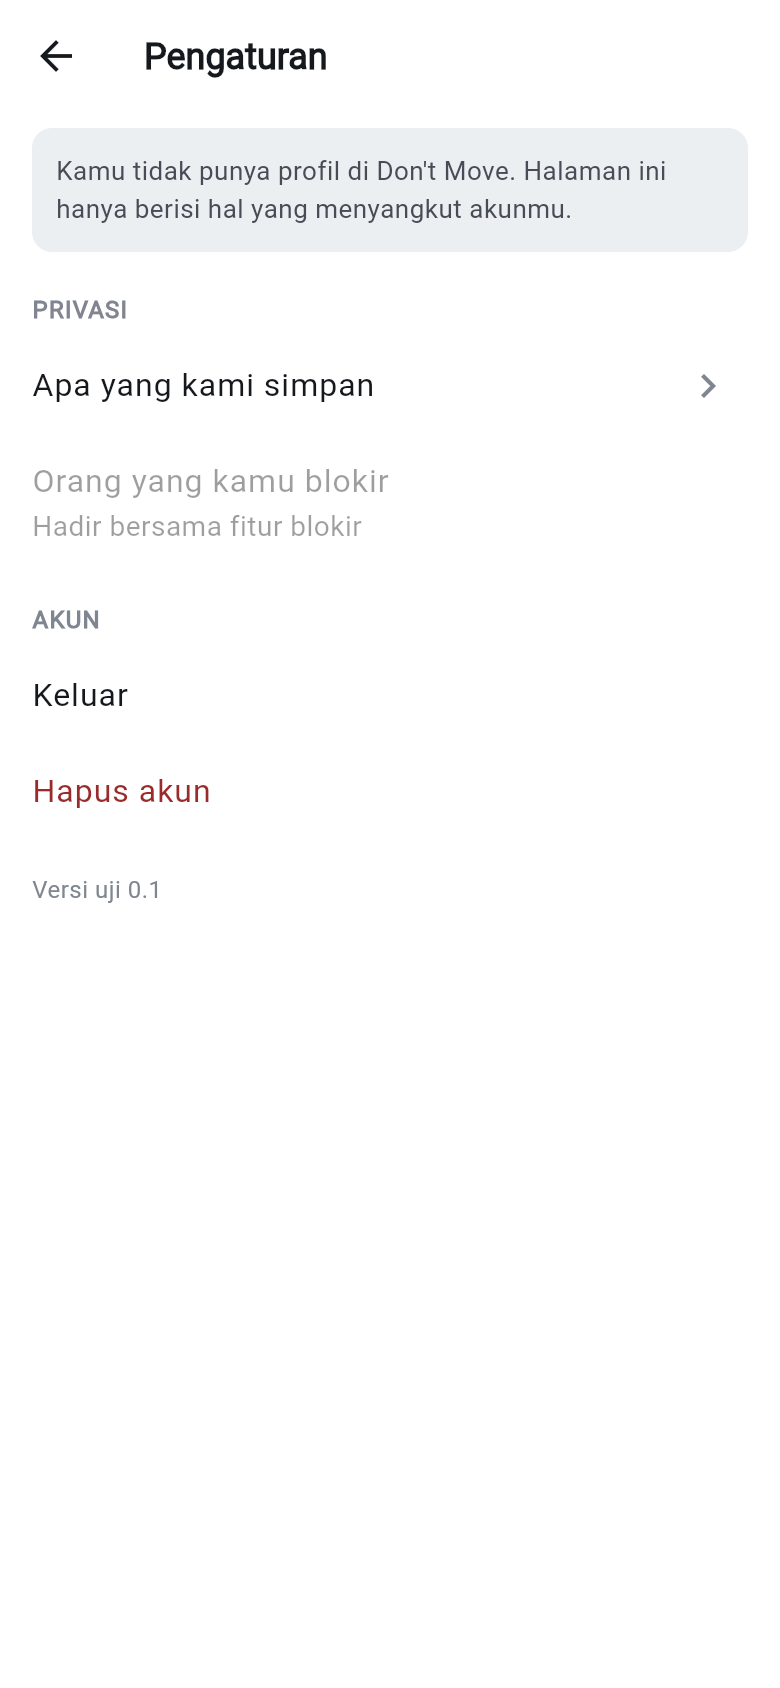 Pengaturan
Kamu tidak punya profil di Don't Move. Halaman ini
hanya berisi hal yang menyangkut akunmu.
PRIVASI
Apa yang kami simpan
Orang yang kamu blokir
Hadir bersama fitur blokir
AKUN
Keluar
Hapus akun
Versi uji 0.1